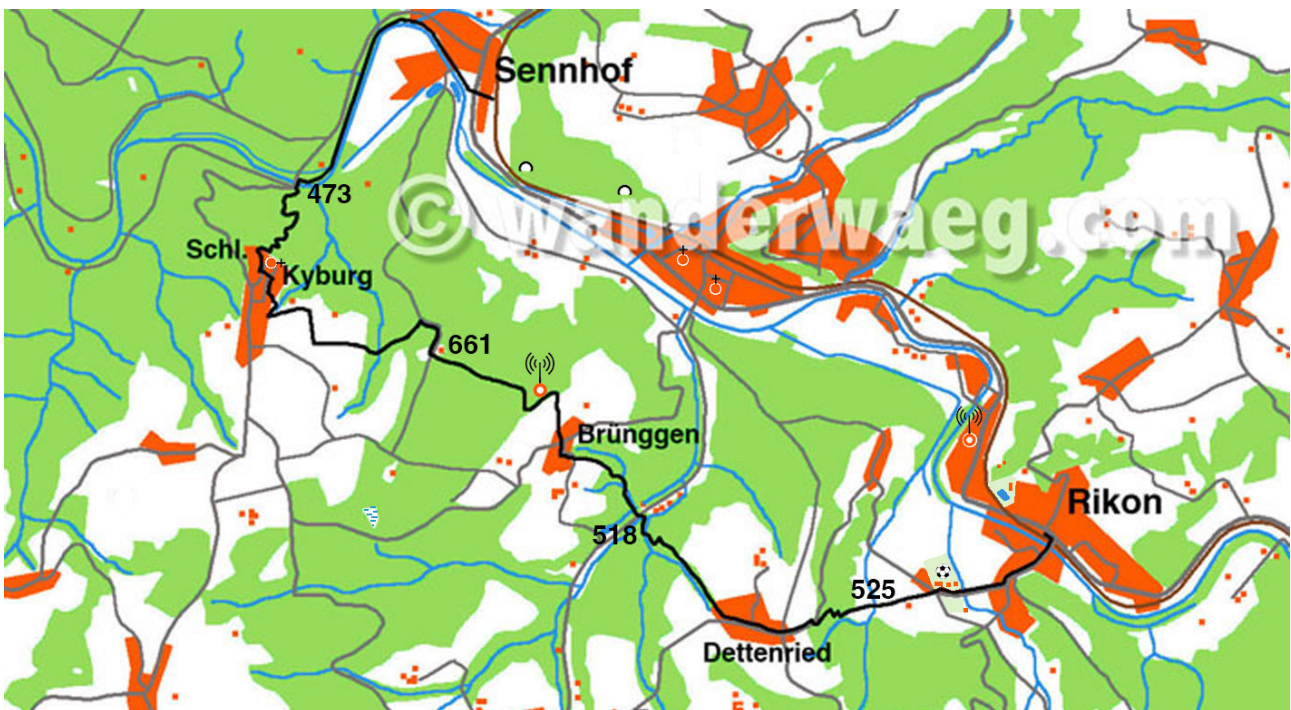 Sennhof
473
© wanderwaeg.com
Schl.
Kyburg
661
Brünggen
Rikon
518
525
Dettenried